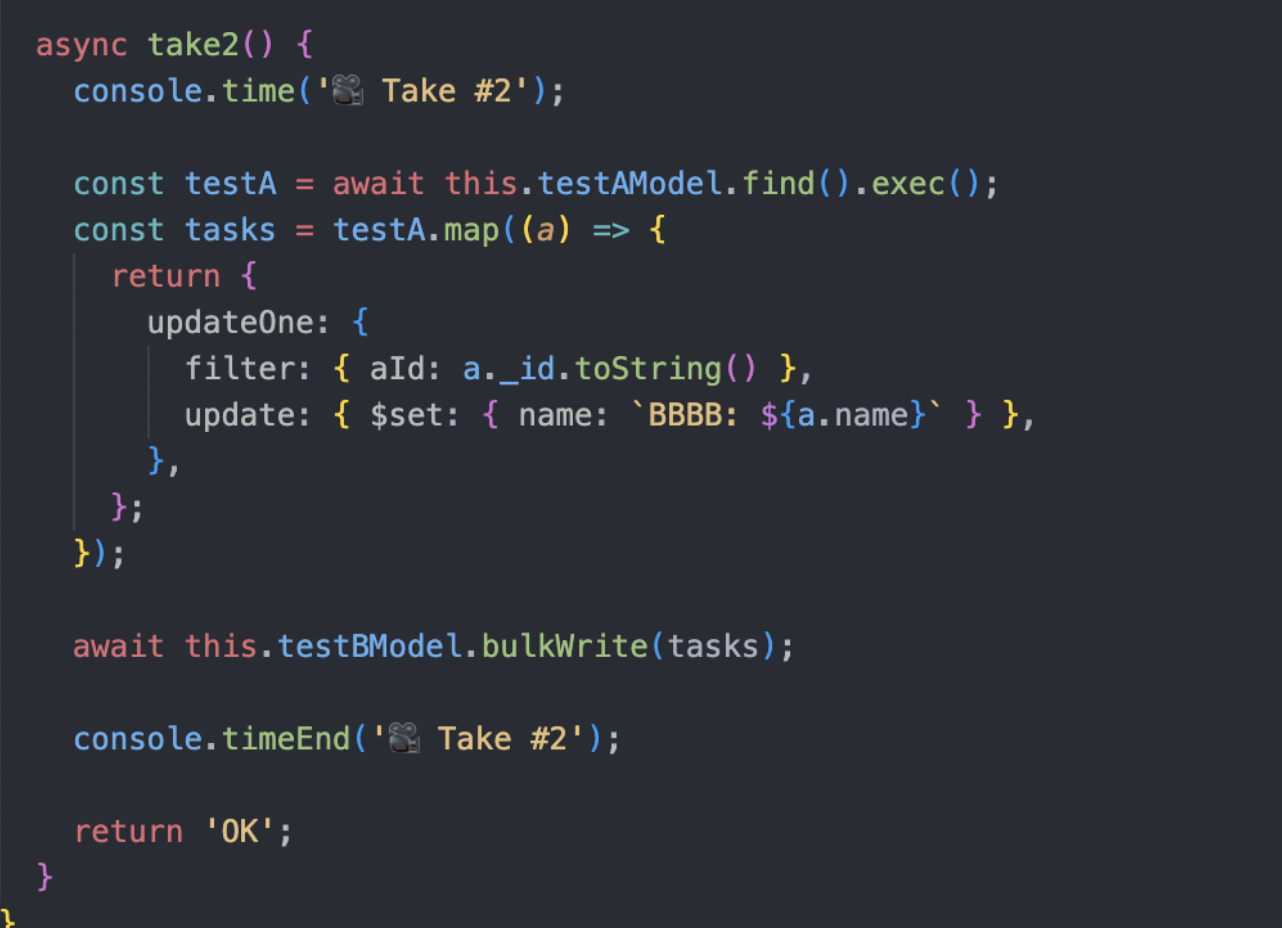 async take2() {
console.time('🎥 Take #2');
const testA = await this.testAModel.find().exec();
const tasks = testA.map((a) => {
return {
updateOne: {
filter: { aId: a._id.toString() },
update: { $set: { name: `BBBB: ${a.name}` } },
},
};
});
await this.testBModel.bulkWrite(tasks);
console.timeEnd('🎥 Take #2');
return 'OK';
}
}